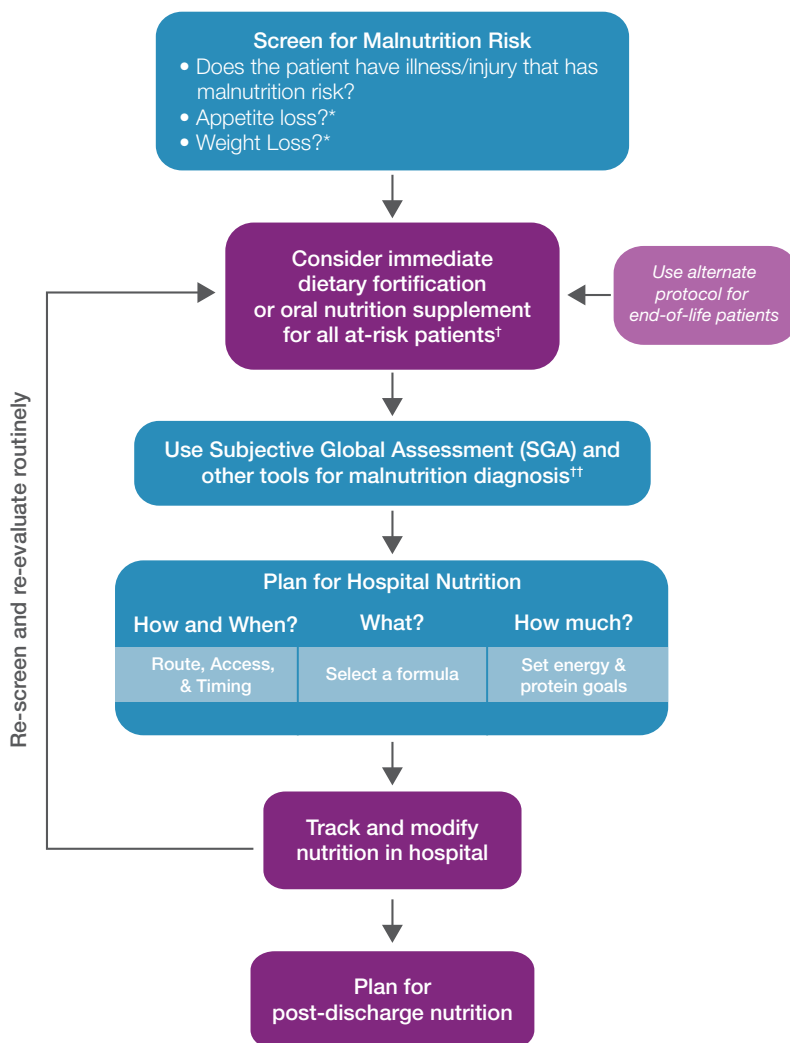 Screen for Malnutrition Risk
• Does the patient have illness/injury that has
malnutrition risk?
• Appetite loss?*
• Weight Loss?*
Consider immediate
dietary fortification
or oral nutrition supplement
for all at-risk patients†
Use alternate
protocol for
end-of-life patients
Re-screen and re-evaluate routinely
Use Subjective Global Assessment (SGA) and
other tools for malnutrition diagnosis††
Plan for Hospital Nutrition
How and When?
What?
How much?
Route, Access,
& Timing
Select a formula
Set energy &
protein goals
Track and modify
nutrition in hospital
Plan for
post-discharge nutrition